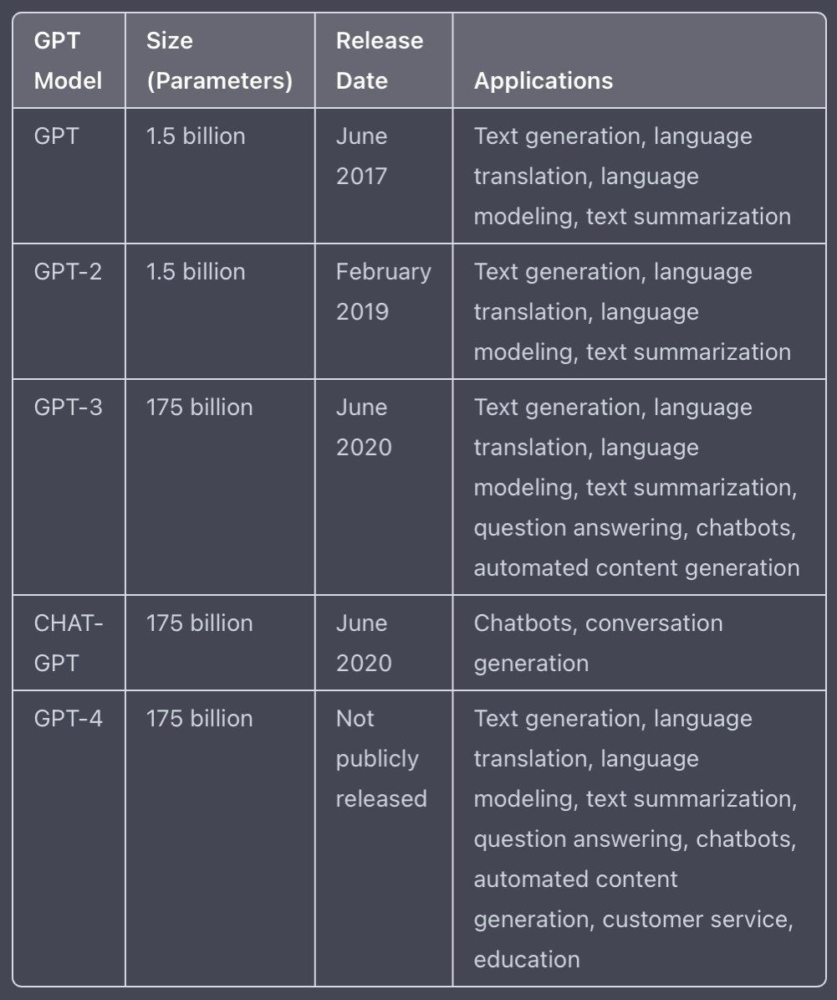 GPT Model
Size (Parameters)
Release Date
Applications
GPT
1.5 billion
June
2017
Text generation, language
translation, language
modeling, text summarization
GPT-2
1.5 billion
February
2019
Text generation, language
translation, language
modeling, text summarization
GPT-3
175 billion
June
2020
Text generation, language
translation, language
modeling, text summarization,
question answering, chatbots,
automated content generation
CHAT-
GPT
175 billion
June
2020
Chatbots, conversation
generation
GPT-4
175 billion
Not
publicly
released
Text generation, language
translation, language
modeling, text summarization,
question answering, chatbots,
automated content
generation, customer service,
education